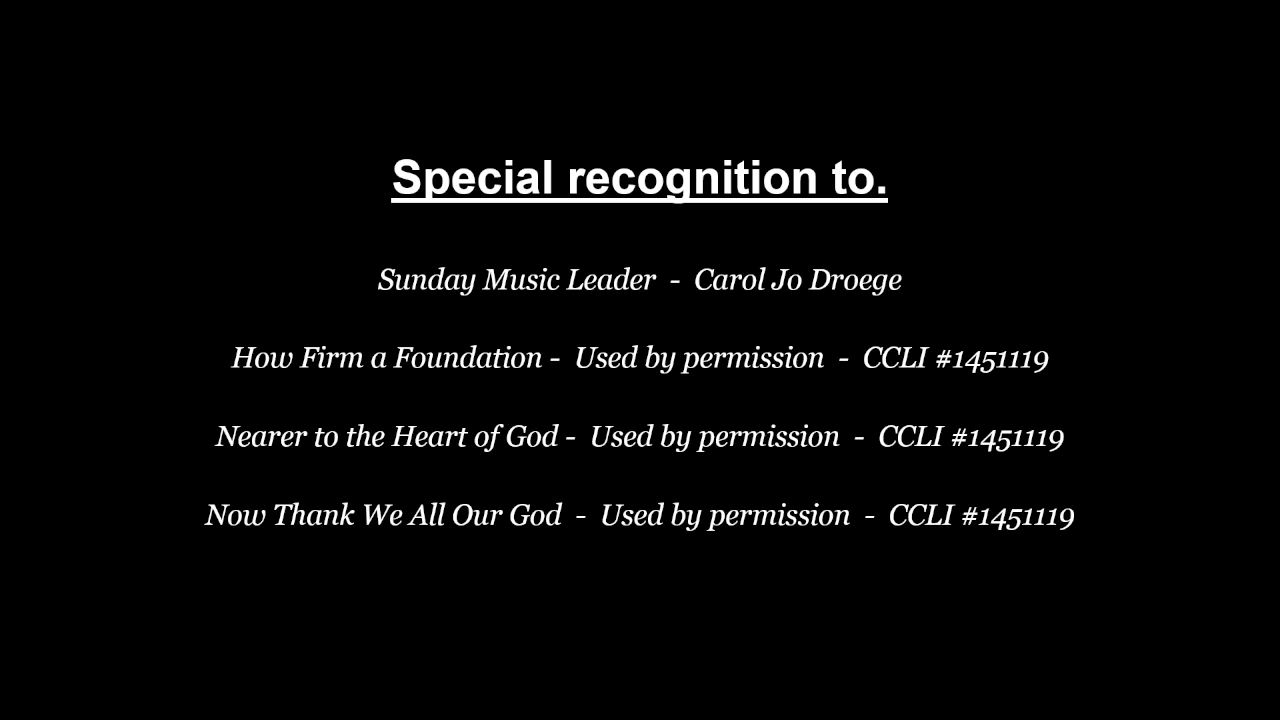 Special recognition to.
Sunday Music Leader - Carol Jo Droege
How Firm a Foundation - Used by permission - CCLI #1451119
Nearer to the Heart of God - Used by permission - CCLI #1451119
Now Thank We All Our God - Used by permission - CCLI #1451119